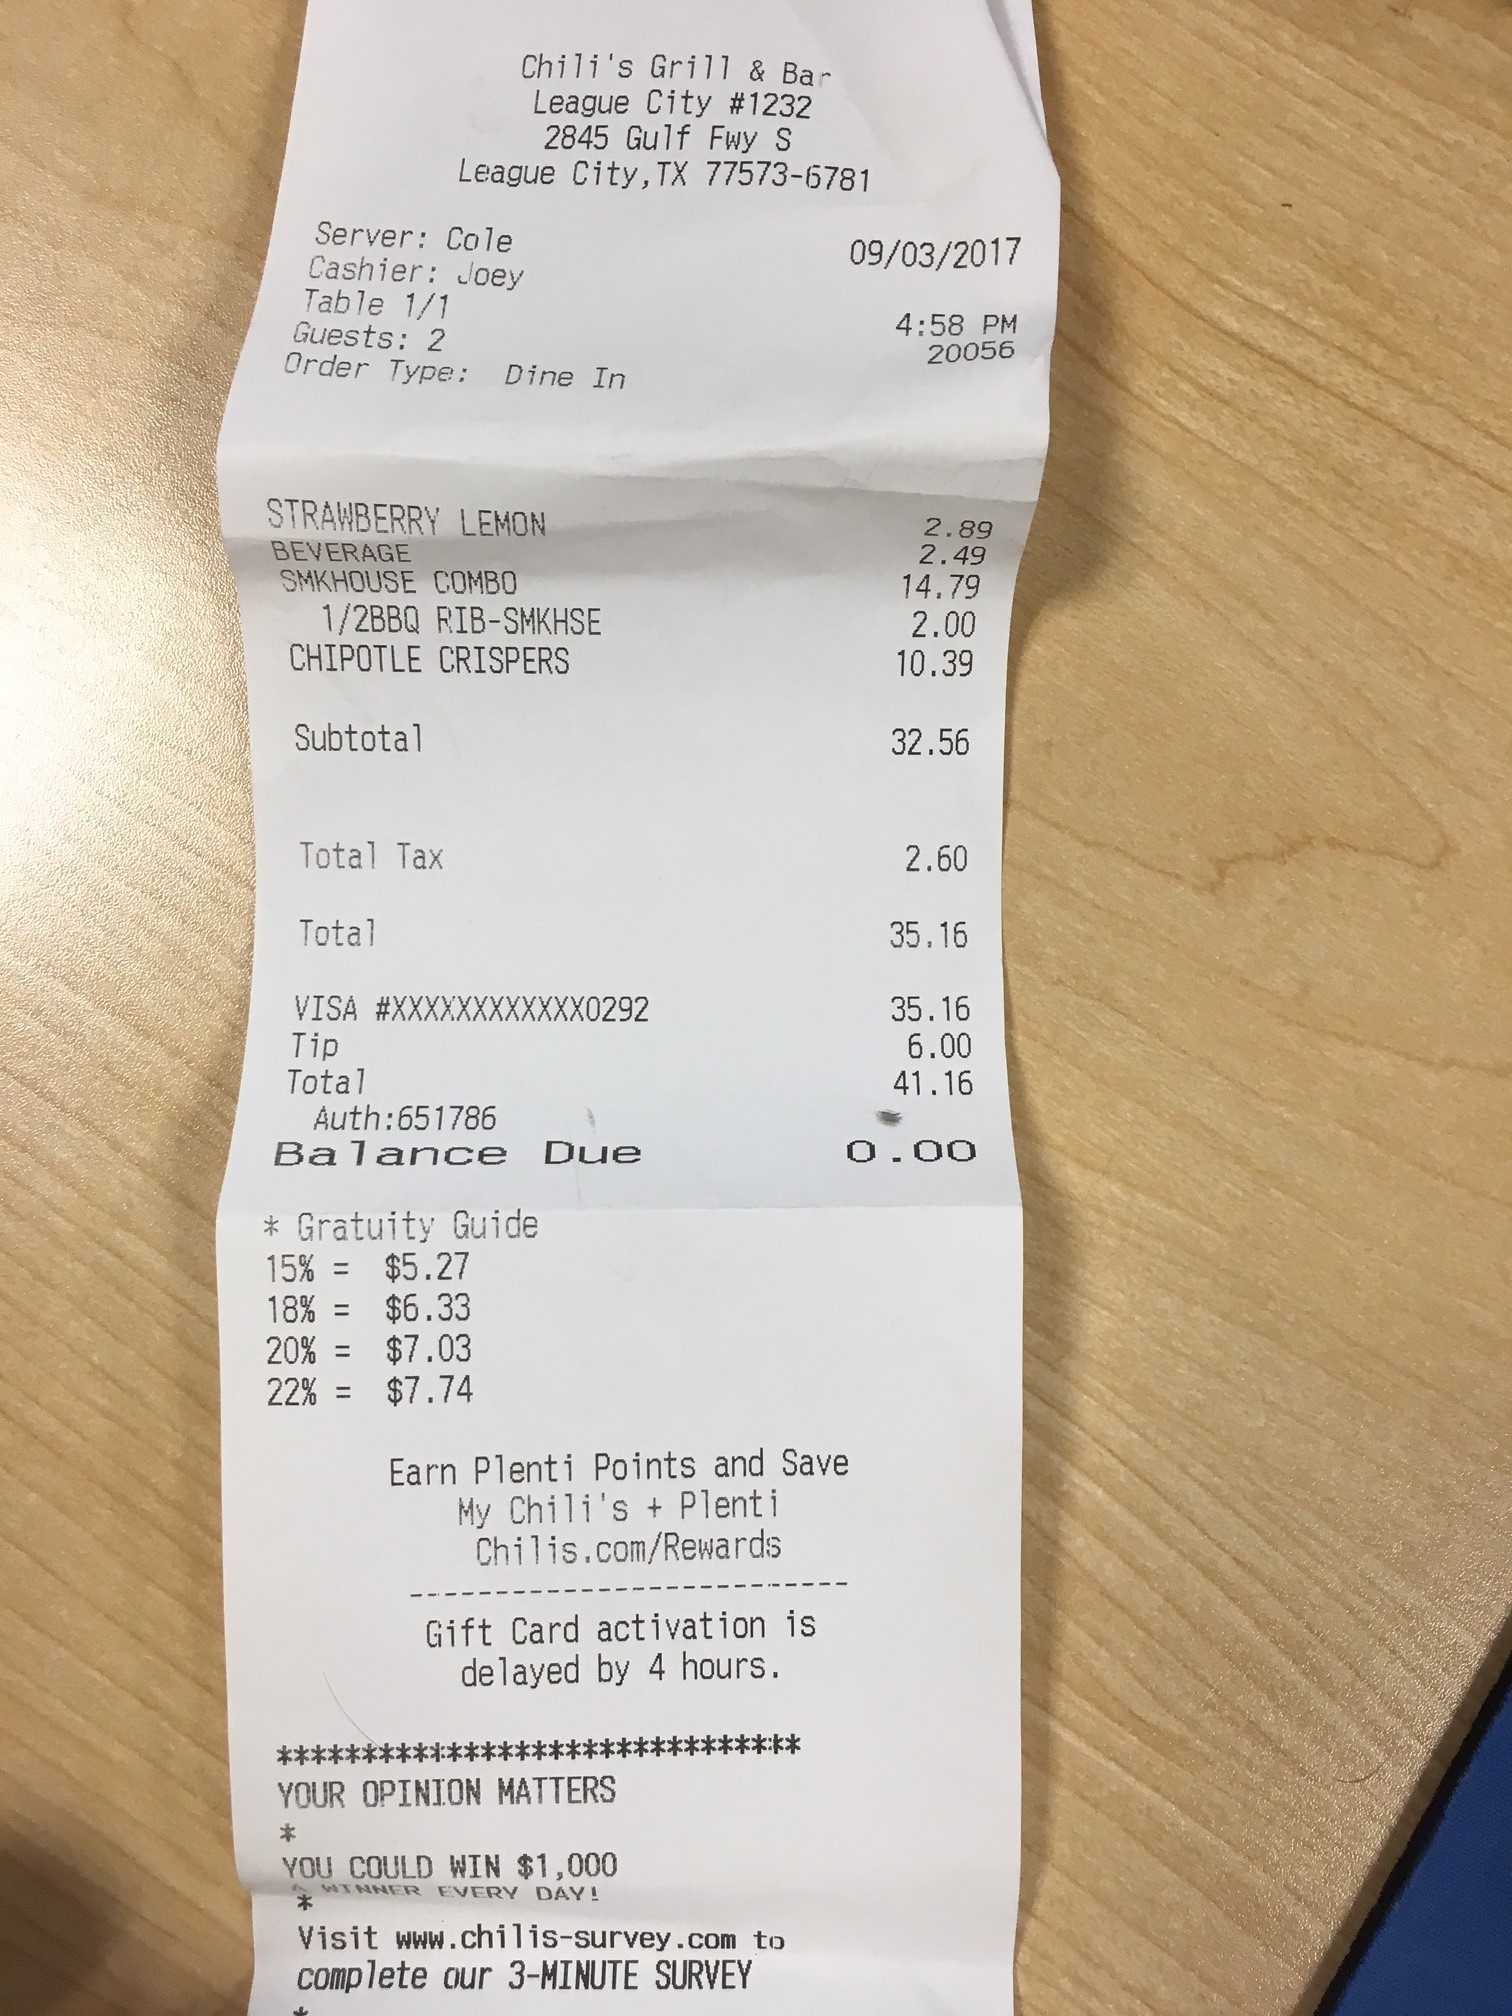 Chili's Grill & Bar
League City #1232
2845 Gulf Fwy S
League City,TX 77573-6781
Server: Cole 09/03/2017
Cashier: Joey
Table 1/1 4:58 PM
Guests: 2 20056
Order Type: Dine In
STRAWBERRY LEMON 2.89
BEVERAGE 2.49
SMKHOUSE COMBO 14.79
1/2BBQ RIB-SMKHSE 2.00
CHIPOTLE CRISPERS 10.39
Subtotal 32.56
Total Tax 2.60
Total 35.16
VISA #XXXXXXXXXXXX0292 35.16
Tip 6.00
Total 41.16
Auth:651786
Balance Due 0.00
* Gratuity Guide
15% = $5.27
18% = $6.33
20% = $7.03
22% = $7.74
Earn Plenti Points and Save
My Chili's + Plenti
Chilis.com/Rewards
--------------------------
Gift Card activation is
delayed by 4 hours.
*******************************
YOUR OPINION MATTERS
*
YOU COULD WIN $1,000
A WINNER EVERY DAY!
*
Visit www.chilis-survey.com to
complete our 3-MINUTE SURVEY
*